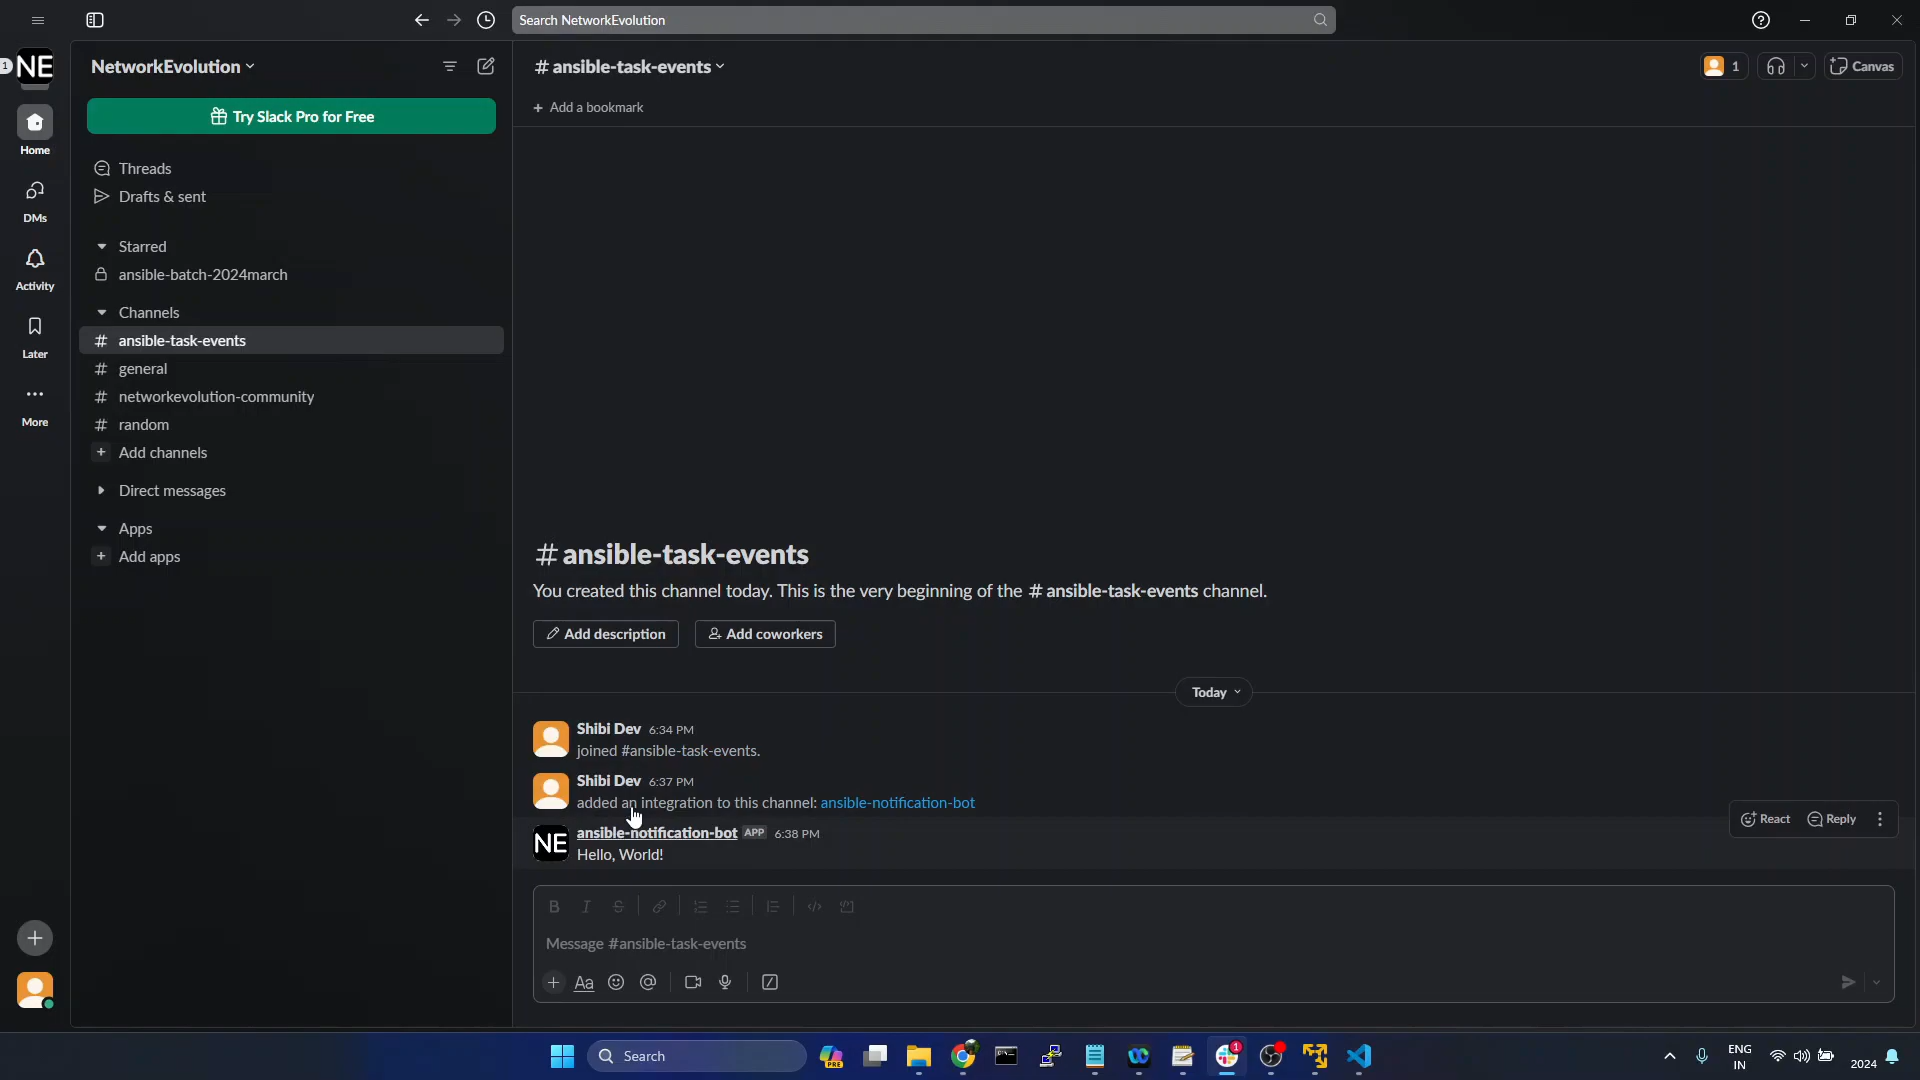 Search NetworkEvolution
1
NE
NetworkEvolution
# ansible-task-events
1
Canvas
+ Add a bookmark
Try Slack Pro for Free
Home
Threads
Drafts & sent
DMs
Starred
ansible-batch-2024march
Activity
Channels
# ansible-task-events
# general
# networkevolution-community
# random
+ Add channels
Later
More
Direct messages
Apps
+ Add apps
# ansible-task-events
You created this channel today. This is the very beginning of the # ansible-task-events channel.
Add description
Add coworkers
Today
Shibi Dev 6:34 PM
joined #ansible-task-events.
Shibi Dev 6:37 PM
added an integration to this channel: ansible-notification-bot
React
Reply
NE
ansible-notification-bot APP 6:38 PM
Hello, World!
B I S
Message #ansible-task-events
+ Aa @
Search
PRE
1
ENG
IN
2024